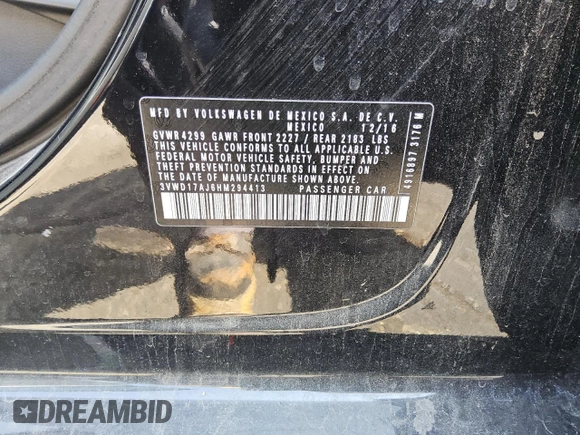 MFD BY VOLKSWAGEN DE MEXICO S.A. DE C.V.
MEXICO 12/16
GVWR 4299 GAWR FRONT 2227 / REAR 2183 LBS
THIS VEHICLE CONFORMS TO ALL APPLICABLE U.S.
FEDERAL MOTOR VEHICLE SAFETY, BUMPER AND
THEFT PREVENTION STANDARDS IN EFFECT ON
THE DATE OF MANUFACTURE SHOWN ABOVE.
3VWD17AJ6HM294413 PASSENGER CAR
4916897 3176 M
DREAMBID